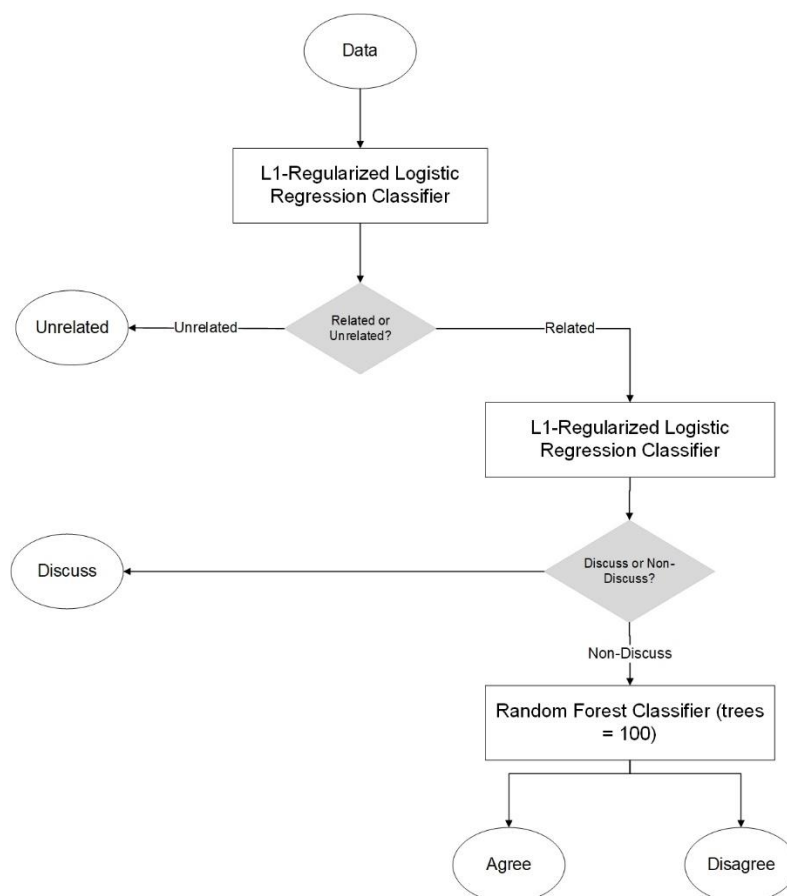 Data
L1-Regularized Logistic
Regression Classifier
Related or
Unrelated?
Unrelated
Unrelated
Related
L1-Regularized Logistic
Regression Classifier
Discuss
Discuss or Non-
Discuss?
Non-Discuss
Random Forest Classifier (trees
= 100)
Agree
Disagree